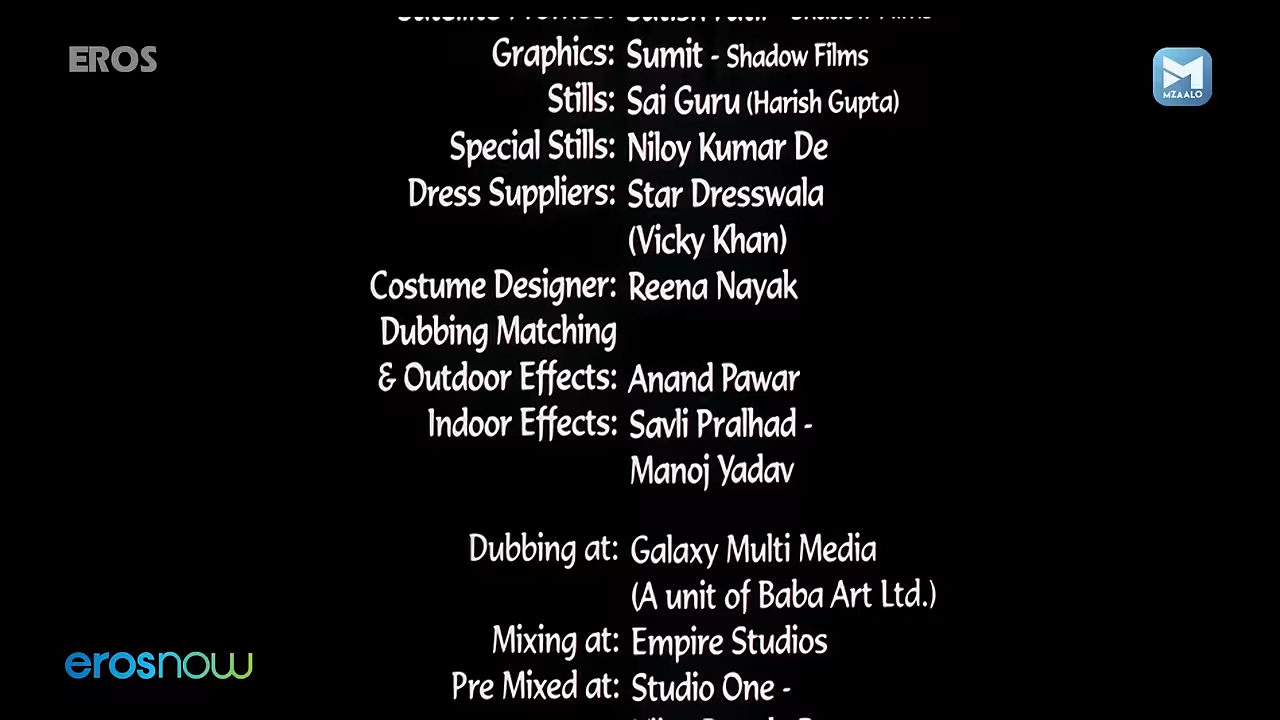 EROS
MZAALO
Graphics: Sumit - Shadow Films
Stills: Sai Guru (Harish Gupta)
Special Stills: Niloy Kumar De
Dress Suppliers: Star Dresswala
(Vicky Khan)
Costume Designer: Reena Nayak
Dubbing Matching
& Outdoor Effects: Anand Pawar
Indoor Effects: Savli Pralhad -
Manoj Yadav
Dubbing at: Galaxy Multi Media
(A unit of Baba Art Ltd.)
Mixing at: Empire Studios
erosnow
Pre Mixed at: Studio One -